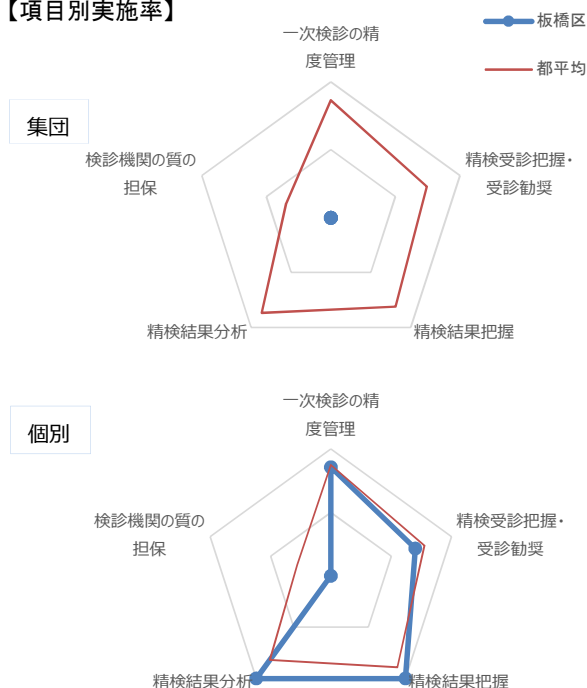 【項目別実施率】
板橋区
都平均
集団
一次検診の精
度管理
精検受診把握・
受診勧奨
精検結果把握
精検結果分析
検診機関の質の
担保
個別
一次検診の精
度管理
精検受診把握・
受診勧奨
精検結果把握
精検結果分析
検診機関の質の
担保